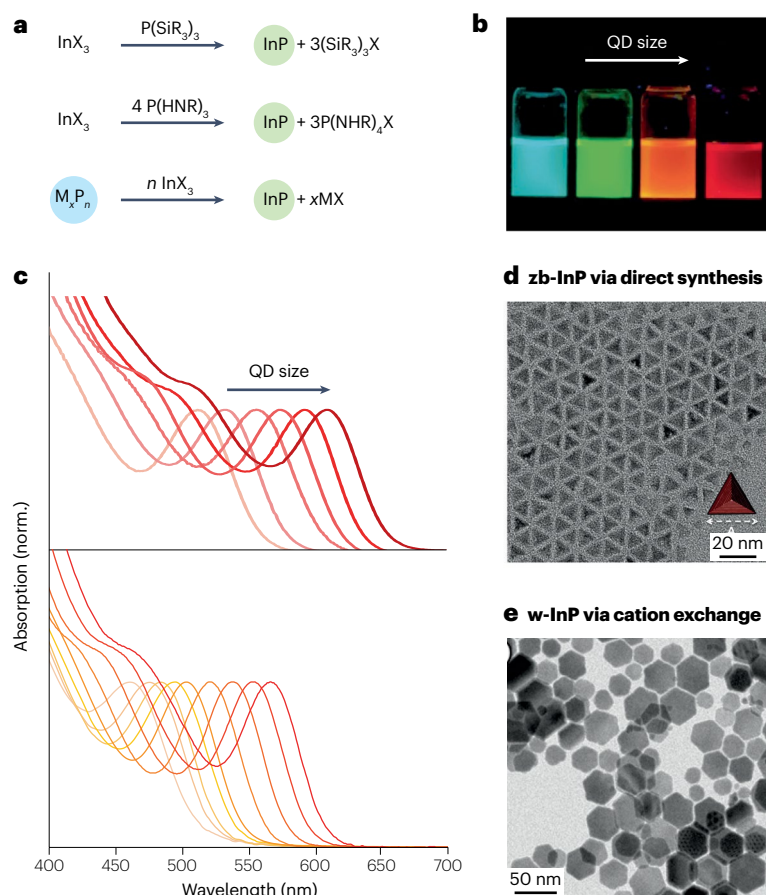 a
InX₃ P(SiR₃)₃ InP + 3(SiR₃)₃X
InX₃ 4 P(HNR)₃ InP + 3P(NHR)₄X
MₓPₙ n InX₃ InP + xMX
b
QD size
c
QD size
Absorption (norm.)
400 450 500 550 600 650 700
Wavelength (nm)
d zb-InP via direct synthesis
20 nm
e w-InP via cation exchange
50 nm